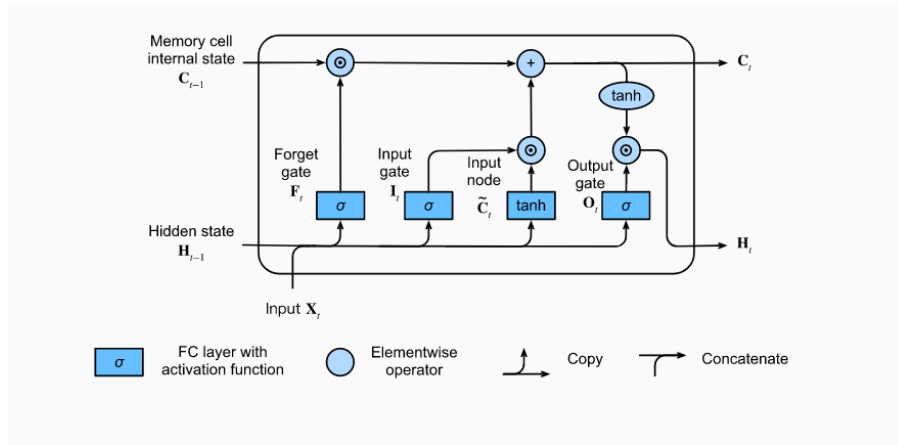 Memory cell
internal state
C_{t-1}
⊙
+
C_t
tanh
Forget
gate
F_t
Input
gate
I_t
⊙
Input
node
C̃_t
Output
gate
O_t
⊙
σ
σ
tanh
σ
Hidden state
H_{t-1}
H_t
Input X_t
σ
FC layer with
activation function
Elementwise
operator
Copy
Concatenate